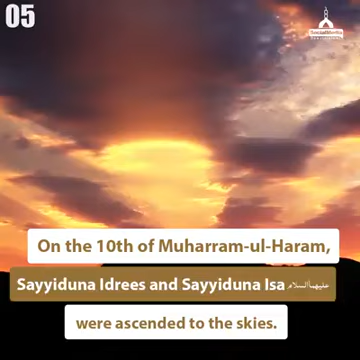 05
On the 10th of Muharram-ul-Haram,
Sayyiduna Idrees and Sayyiduna Isa علیہما السلام
were ascended to the skies.